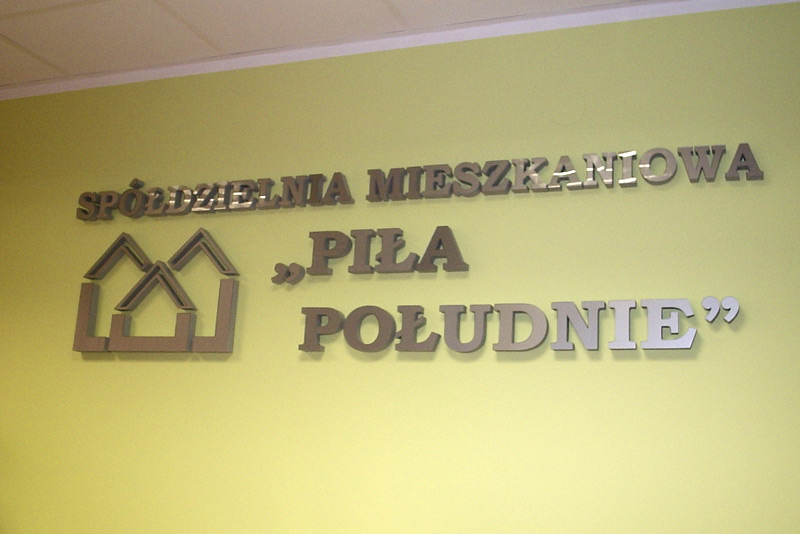 SPÓŁDZIELNIA MIESZKANIOWA
„PIŁA
POŁUDNIE”